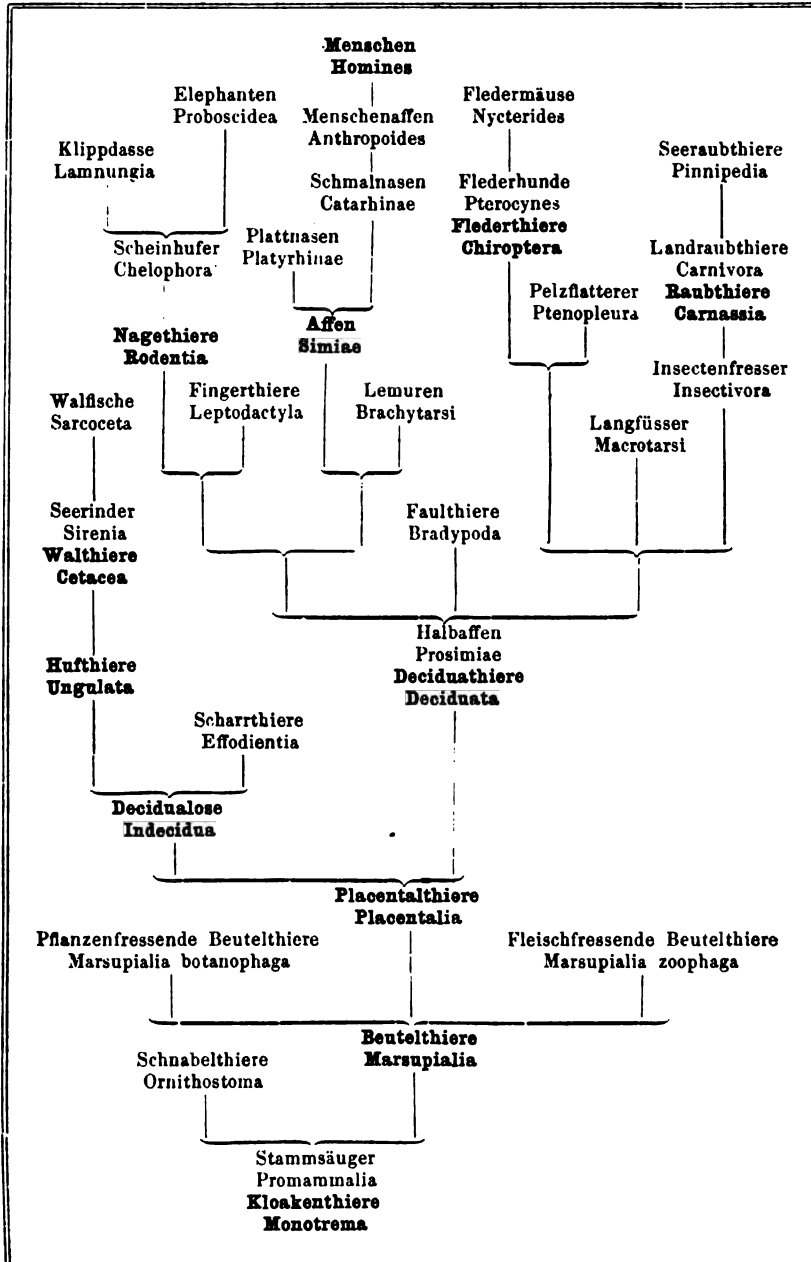 Menschen
Homines
Elephanten
Proboscidea
Menschenaffen
Anthropoides
Fledermäuse
Nycterides
Klippdasse
Lamnungia
Seeraubthiere
Pinnipedia
Schmalnasen
Catarhinae
Flederhunde
Pterocynes
Flederthiere
Chiroptera
Scheinhufer
Chelophora
Plattnasen
Platyrhinae
Landraubthiere
Carnivora
Raubthiere
Carnassia
Pelzflatterer
Ptenopleura
Nagethiere
Rodentia
Affen
Simiae
Insectenfresser
Insectivora
Walfische
Sarcoceta
Fingerthiere
Leptodactyla
Lemuren
Brachytarsi
Langfüsser
Macrotarsi
Seerinder
Sirenia
Walthiere
Cetacea
Faulthiere
Bradypoda
Halbaffen
Prosimiae
Deciduathiere
Deciduata
Hufthiere
Ungulata
Scharrthiere
Effodientia
Decidualose
Indecidua
Placentalthiere
Placentalia
Pflanzenfressende Beutelthiere
Marsupialia botanophaga
Fleischfressende Beutelthiere
Marsupialia zoophaga
Beutelthiere
Marsupialia
Schnabelthiere
Ornithostoma
Stammsäuger
Promammalia
Kloakenthiere
Monotrema